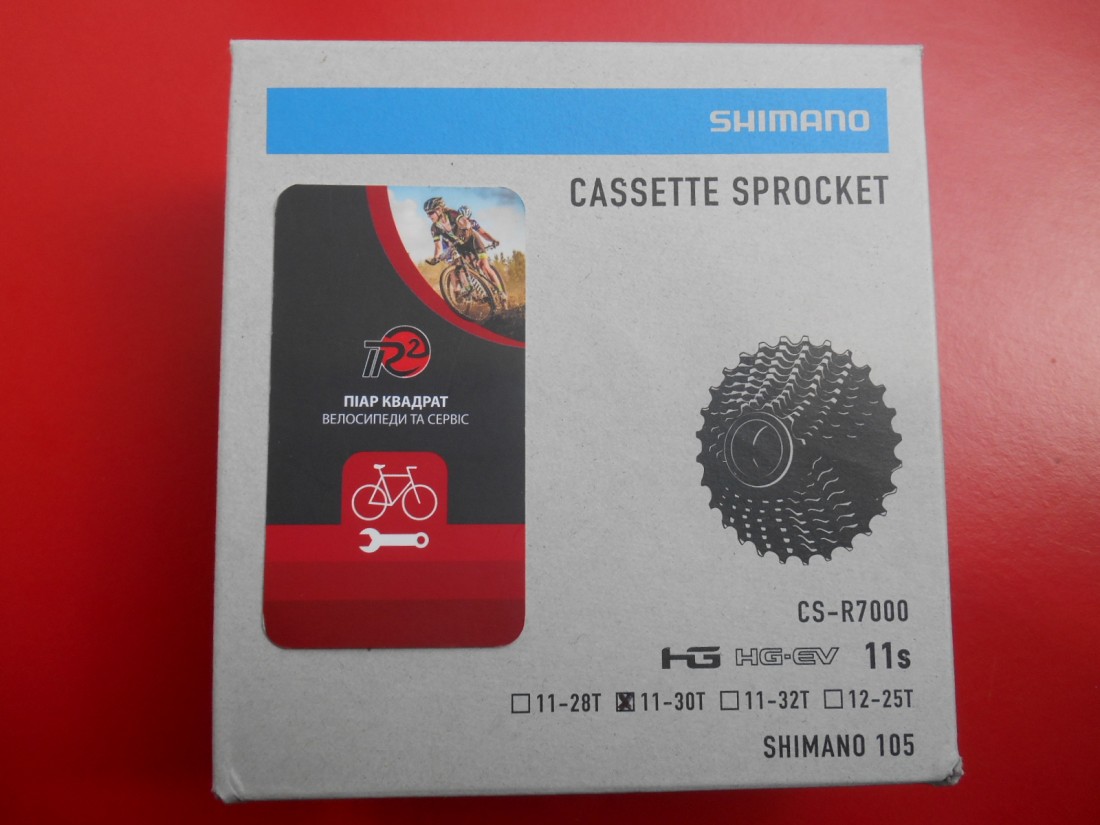 SHIMANO
CASSETTE SPROCKET
ПІАР КВАДРАТ
ВЕЛОСИПЕДИ ТА СЕРВІС
CS-R7000
HG HG-EV 11s
11-28T 11-30T 11-32T 12-25T
SHIMANO 105